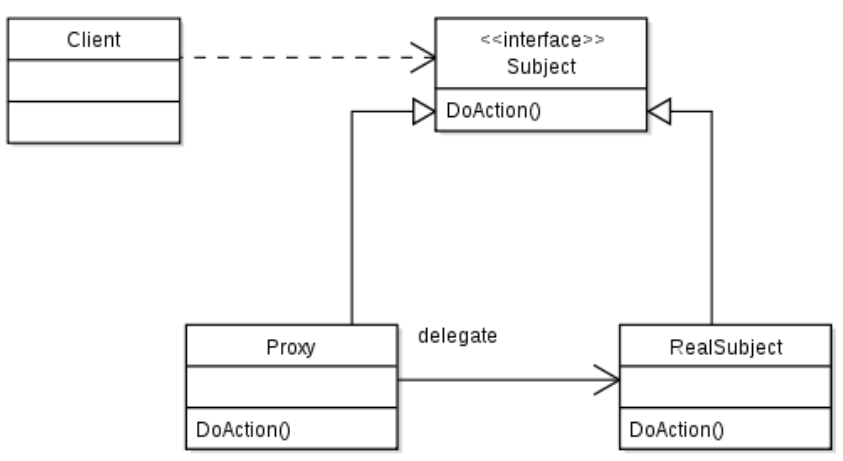 Client
<<interface>>
Subject
DoAction()
delegate
Proxy
RealSubject
DoAction()
DoAction()